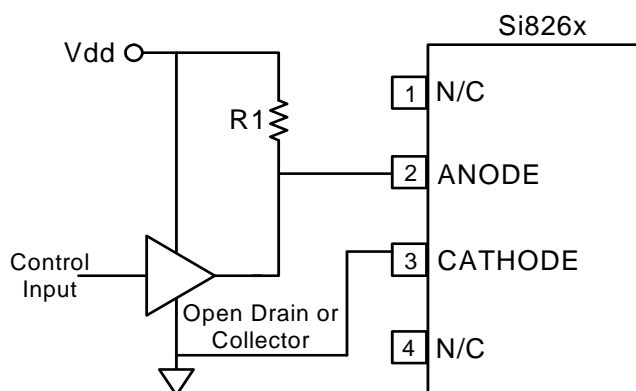 Si826x
Vdd
1 N/C
R1
2 ANODE
3 CATHODE
Control
Input
Open Drain or
Collector
4 N/C